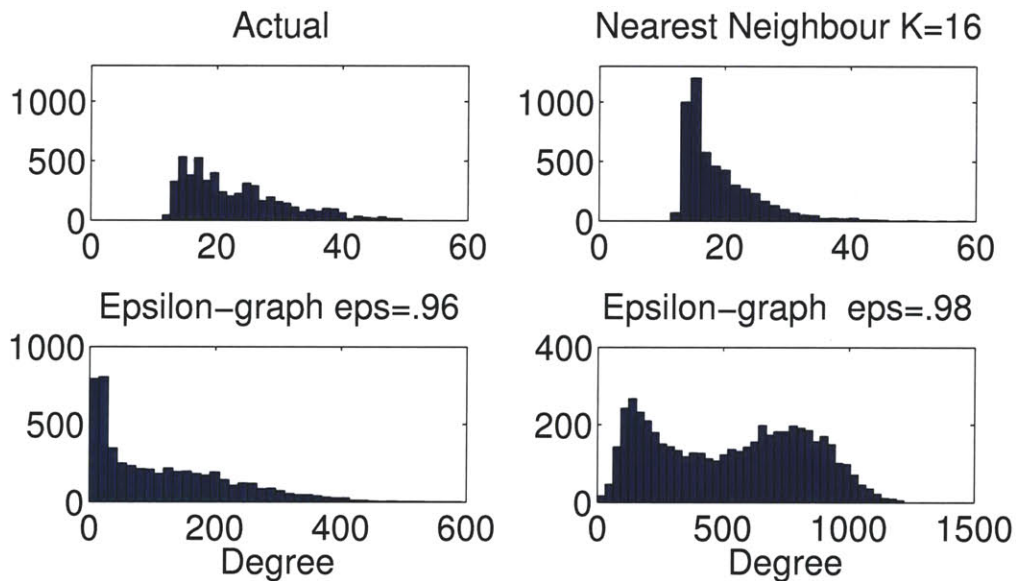 Actual
1000
500
0
0 20 40 60
Nearest Neighbour K=16
1000
500
0
0 20 40 60
Epsilon-graph eps=.96
1000
500
0
0 200 400 600
Degree
Epsilon-graph eps=.98
400
200
0
0 500 1000 1500
Degree